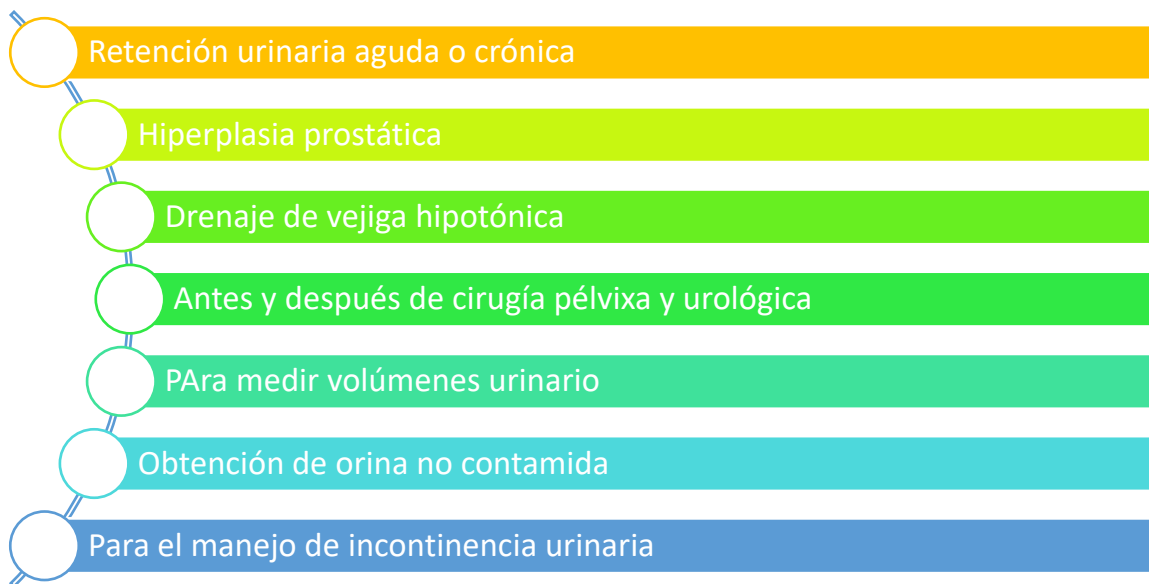 Retención urinaria aguda o crónica
Hiperplasia prostática
Drenaje de vejiga hipotónica
Antes y después de cirugía pélvixa y urológica
PAra medir volúmenes urinario
Obtención de orina no contamida
Para el manejo de incontinencia urinaria